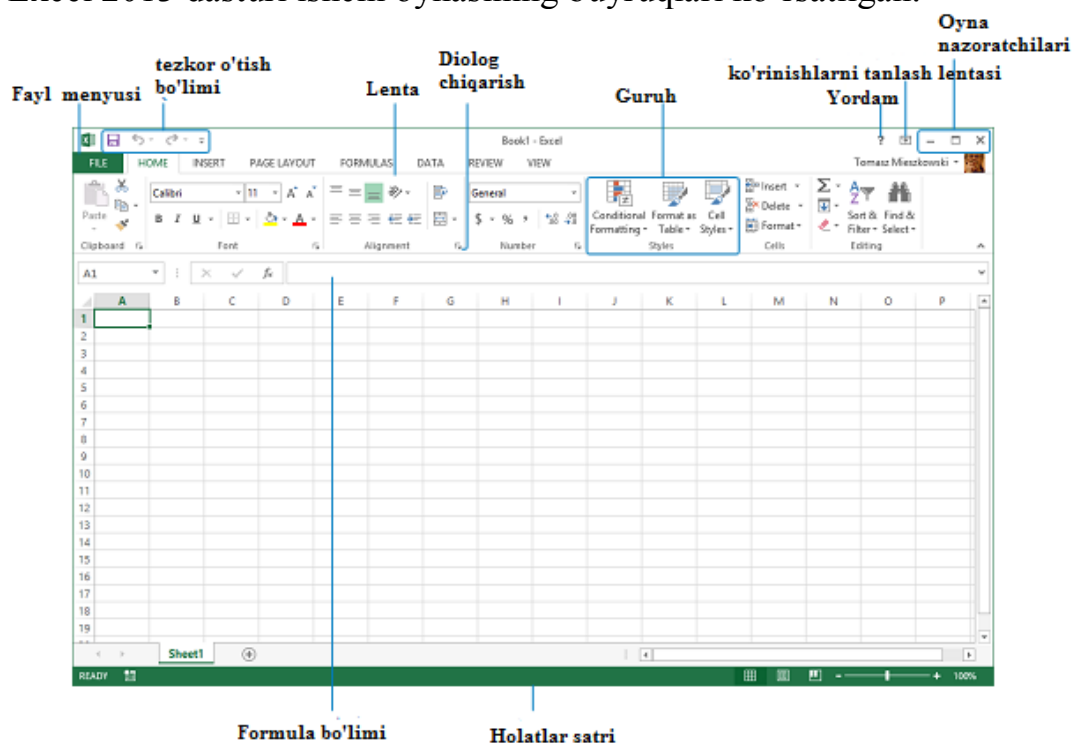 Excel 2013 dasturi ishchi oynasining buyruqlari ko'rsatilgan.
Oyna
nazoratchilari
tezkor o'tish
bo'limi
Diolog
chiqarish
ko'rinishlarni tanlash lentasi
Fayl menyusi
Lenta
Guruh
Yordam
Book1 - Excel
?
FILE HOME INSERT PAGE LAYOUT FORMULAS DATA REVIEW VIEW
Tomasz Mieszkowski
Calibri 11
General
Insert
Delete
Format
Paste
B I U
$ % ,
Conditional Formatting
Format as Table
Cell Styles
Sort & Filter
Find & Select
Clipboard Font Alignment Number Styles Cells Editing
A1
fx
A B C D E F G H I J K L M N O P
1
2
3
4
5
6
7
8
9
10
11
12
13
14
15
16
17
18
19
Sheet1
READY
100%
Formula bo'limi
Holatlar satri